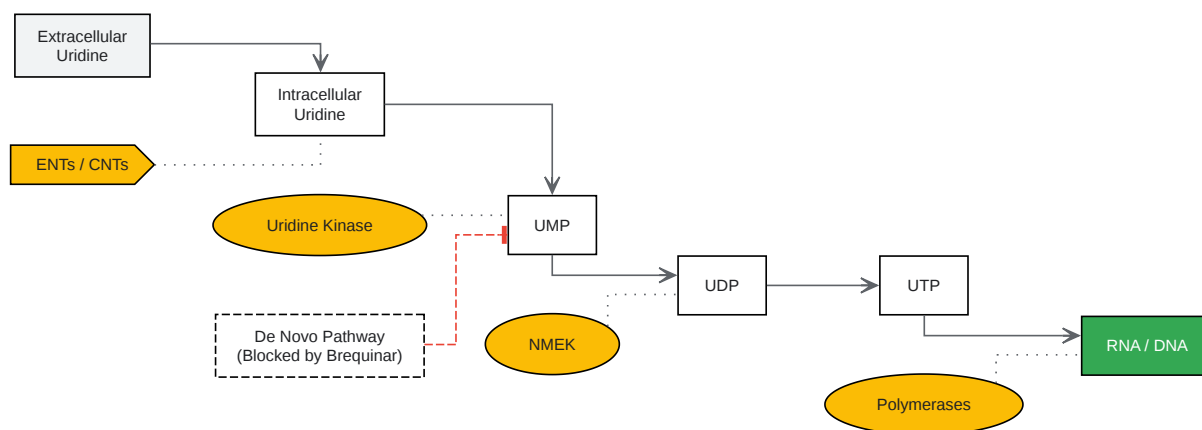 Extracellular
Uridine
Intracellular
Uridine
ENTs / CNTs
Uridine Kinase
UMP
UDP
UTP
De Novo Pathway
(Blocked by Brequinar)
NMEK
RNA / DNA
Polymerases